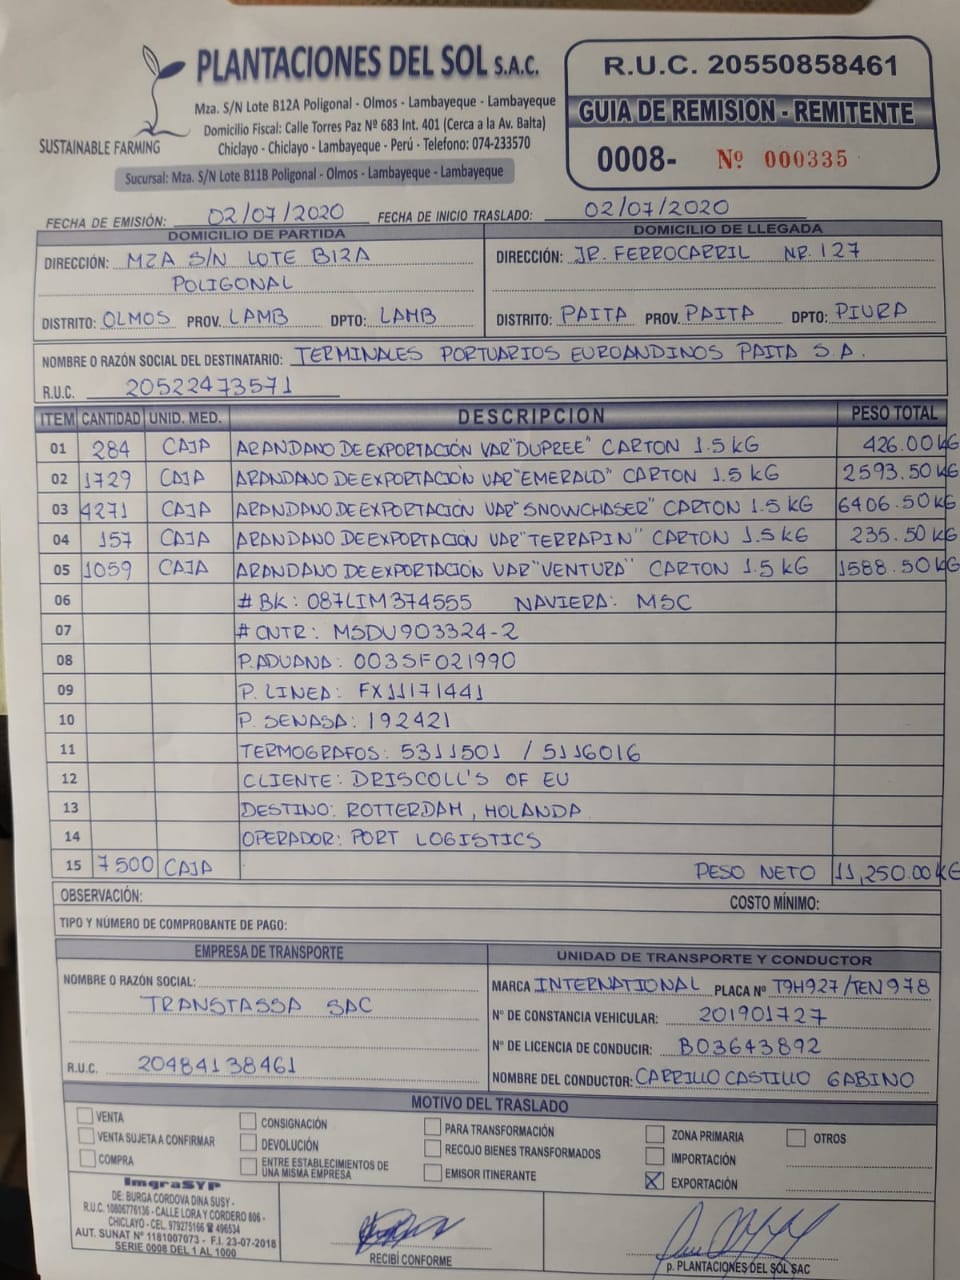 PLANTACIONES DEL SOL S.A.C.
Mza. S/N Lote B12A Poligonal - Olmos - Lambayeque - Lambayeque
Domicilio Fiscal: Calle Torres Paz Nº 683 Int. 401 (Cerca a la Av. Balta)
Chiclayo - Chiclayo - Lambayeque - Perú - Telefono: 074-233570
SUSTAINABLE FARMING
Sucursal: Mza. S/N Lote B11B Poligonal - Olmos - Lambayeque - Lambayeque
R.U.C. 20550858461
GUIA DE REMISION - REMITENTE
0008- Nº 000335
FECHA DE EMISIÓN: 02/07/2020 FECHA DE INICIO TRASLADO: 02/07/2020
DOMICILIO DE PARTIDA
DIRECCIÓN: MZA S/N LOTE B12A
POLIGONAL
DISTRITO: OLMOS PROV. LAMB DPTO: LAMB
DOMICILIO DE LLEGADA
DIRECCIÓN: JR. FERROCARRIL NR. 127
DISTRITO: PAITA PROV. PAITA DPTO: PIURA
NOMBRE O RAZÓN SOCIAL DEL DESTINATARIO: TERMINALES PORTUARIOS EUROANDINOS PAITA S.A.
R.U.C. 20522473571
ITEM CANTIDAD UNID. MED. DESCRIPCION PESO TOTAL
01 284 CAJA ARANDANO DE EXPORTACIÓN VAR "DUPREE" CARTON 1.5 KG 426.00 KG
02 1729 CAJA ARANDANO DE EXPORTACIÓN VAR "EMERALD" CARTON 1.5 KG 2593.50 KG
03 4271 CAJA ARANDANO DE EXPORTACIÓN VAR "SNOWCHASER" CARTON 1.5 KG 6406.50 KG
04 157 CAJA ARANDANO DE EXPORTACIÓN VAR "TERRAPIN" CARTON 1.5 KG 235.50 KG
05 1059 CAJA ARANDANO DE EXPORTACIÓN VAR "VENTURA" CARTON 1.5 KG 1588.50 KG
06 # BK: 087LIM374555 NAVIERA: MSC
07 # CNTR: MSDU903324-2
08 P. ADUANA: 003SF021990
09 P. LINEA: FX11171441
10 P. SENASA: 192421
11 TERMOGRAFOS: 5311501 / 5116016
12 CLIENTE: DRISCOLL'S OF EU
13 DESTINO: ROTTERDAM, HOLANDA
14 OPERADOR: PORT LOGISTICS
15 7500 CAJA PESO NETO 11,250.00 KG
OBSERVACIÓN: COSTO MÍNIMO:
TIPO Y NÚMERO DE COMPROBANTE DE PAGO:
EMPRESA DE TRANSPORTE
NOMBRE O RAZÓN SOCIAL:
TRANSTASSA SAC
R.U.C. 20484138461
UNIDAD DE TRANSPORTE Y CONDUCTOR
MARCA INTERNATIONAL PLACA Nº T9H927/TEN978
Nº DE CONSTANCIA VEHICULAR: 201901727
Nº DE LICENCIA DE CONDUCIR: B03643892
NOMBRE DEL CONDUCTOR: CARRILLO CASTILLO GABINO
MOTIVO DEL TRASLADO
VENTA
VENTA SUJETA A CONFIRMAR
COMPRA
CONSIGNACIÓN
DEVOLUCIÓN
ENTRE ESTABLECIMIENTOS DE
UNA MISMA EMPRESA
PARA TRANSFORMACIÓN
RECOJO BIENES TRANSFORMADOS
EMISOR ITINERANTE
ZONA PRIMARIA
IMPORTACIÓN
EXPORTACIÓN
OTROS
ImgraSYP
DE: BURGA CORDOVA DINA SUSY -
R.U.C. 10806776136 - CALLE LORA Y CORDERO 806 -
CHICLAYO - CEL. 979275166 ☎ 496534
AUT. SUNAT Nº 1181007073 - F.I. 23-07-2018
SERIE 0008 DEL 1 AL 1000
RECIBÍ CONFORME
p. PLANTACIONES DEL SOL SAC